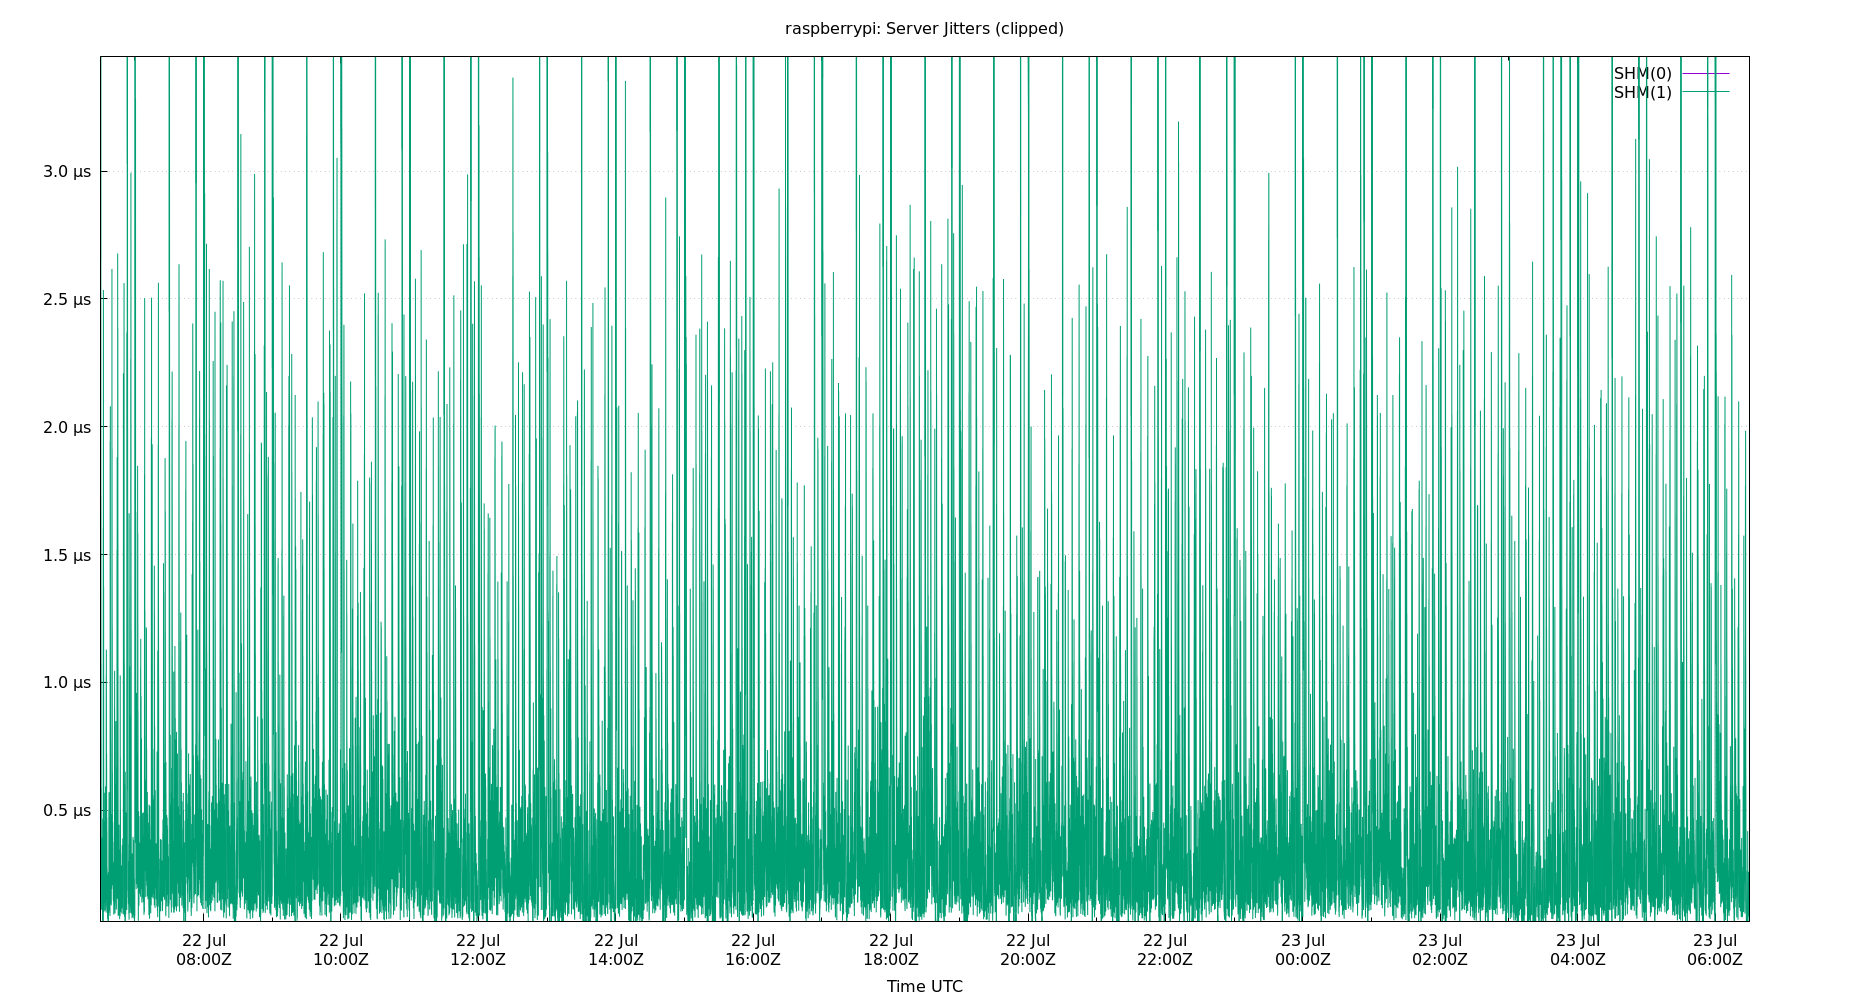 raspberrypi: Server Jitters (clipped)
SHM(0)
SHM(1)
3.0 µs
2.5 µs
2.0 µs
1.5 µs
1.0 µs
0.5 µs
22 Jul 22 Jul 22 Jul 22 Jul 22 Jul 22 Jul 22 Jul 22 Jul 23 Jul 23 Jul 23 Jul 23 Jul
08:00Z 10:00Z 12:00Z 14:00Z 16:00Z 18:00Z 20:00Z 22:00Z 00:00Z 02:00Z 04:00Z 06:00Z
Time UTC